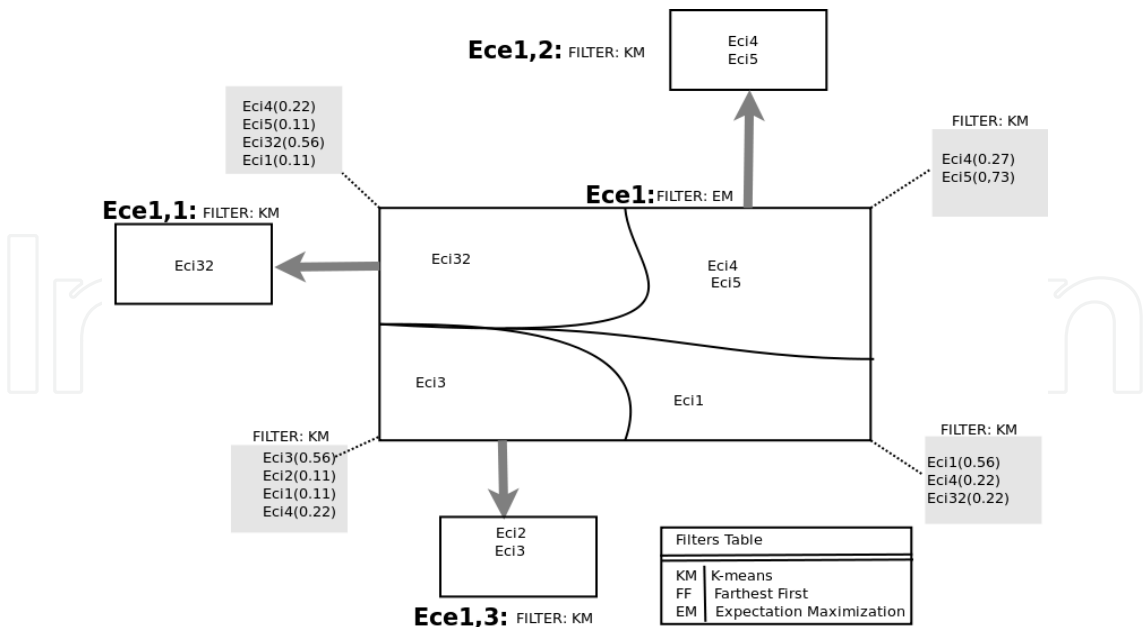 Ece1,2: FILTER: KM
Eci4
Eci5
Eci4(0.22)
Eci5(0.11)
Eci32(0.56)
Eci1(0.11)
FILTER: KM
Eci4(0.27)
Eci5(0,73)
Ece1: FILTER: EM
Ece1,1: FILTER: KM
Eci32
Eci32
Eci4
Eci5
Eci3
Eci1
FILTER: KM
Eci3(0.56)
Eci2(0.11)
Eci1(0.11)
Eci4(0.22)
FILTER: KM
Eci1(0.56)
Eci4(0.22)
Eci32(0.22)
Eci2
Eci3
Ece1,3: FILTER: KM
Filters Table
KM K-means
FF Farthest First
EM Expectation Maximization